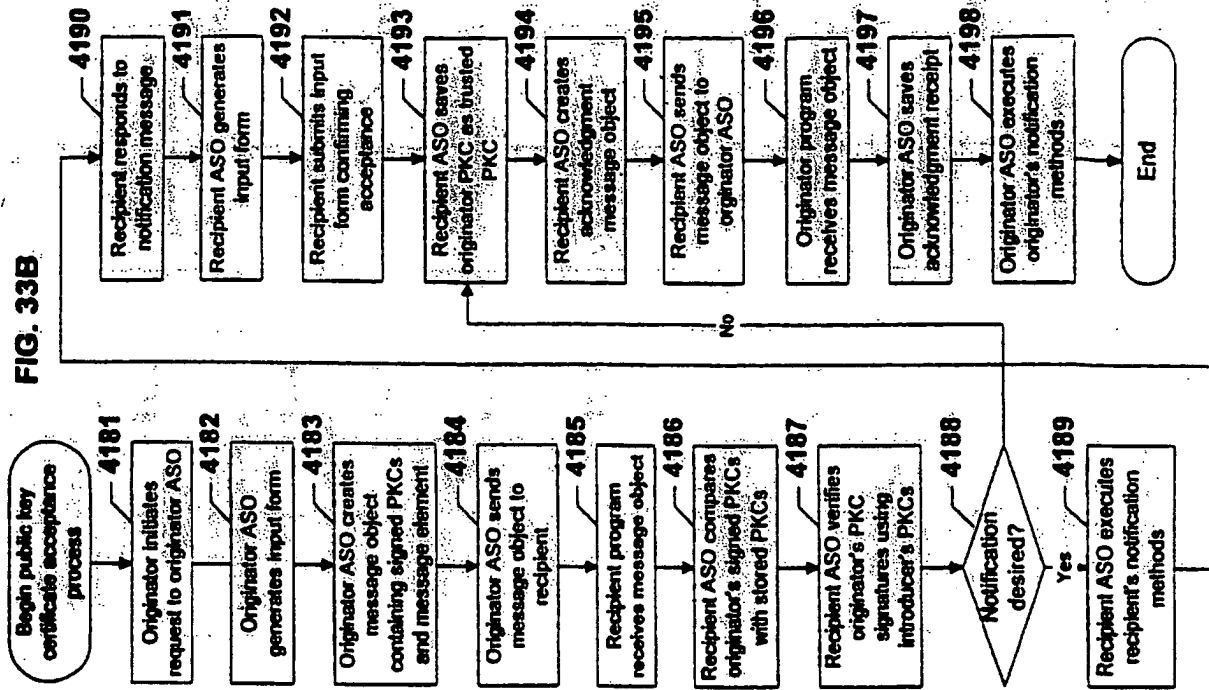 FIG. 33B
Begin public key
certificate acceptance
process
4181
Originator initiates
request to originator ASO
4182
Originator ASO
generates input form
4183
Originator ASO creates
message object
containing signed PKCs
and message element
4184
Originator ASO sends
message object to
recipient
4185
Recipient program
receives message object
4186
Recipient ASO compares
originator's signed PKCs
with stored PKCs
4187
Recipient ASO verifies
originator's PKC
signatures using
introducer's PKCs
4188
Notification
desired?
No
Yes
4189
Recipient ASO executes
recipient's notification
methods
4190
Recipient responds to
notification message
4191
Recipient ASO generates
input form
4192
Recipient submits input
form confirming
acceptance
4193
Recipient ASO saves
originator PKC as trusted
PKC
4194
Recipient ASO creates
acknowledgment
message object
4195
Recipient ASO sends
message object to
orginator ASO
4196
Originator program
receives message object
4197
Originator ASO saves
acknowledgment receipt
4198
Originator ASO executes
originator's notification
methods
End